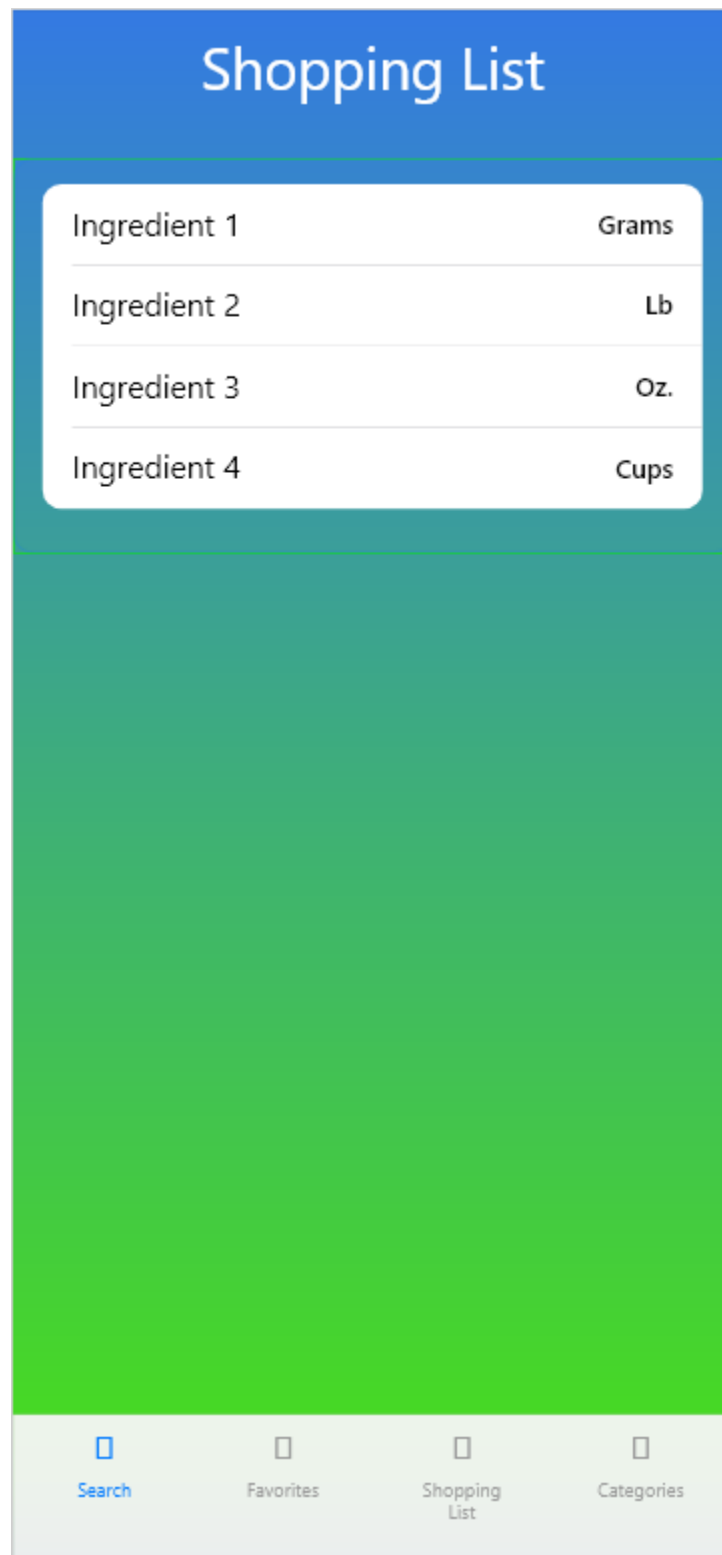 Shopping List
Ingredient 1 Grams
Ingredient 2 Lb
Ingredient 3 Oz.
Ingredient 4 Cups
Search Favorites Shopping List Categories